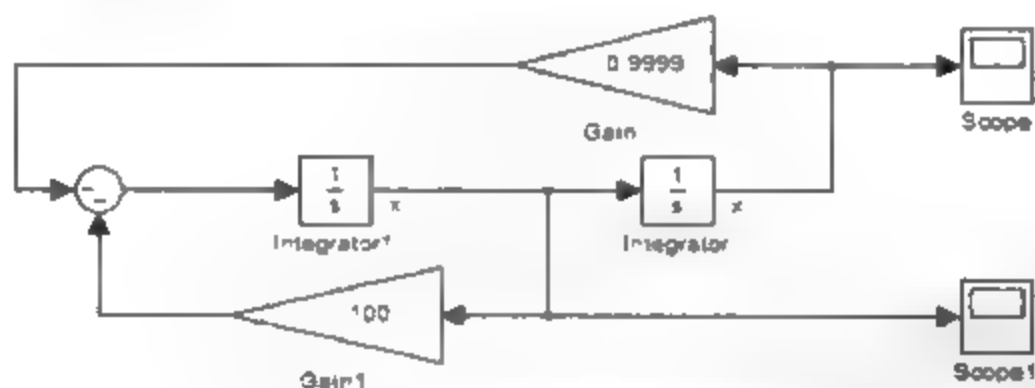 0.9999
Gain
Scope
- -
1
s
x
Integrator1
1
s
x
Integrator
100
Gain1
Scope1